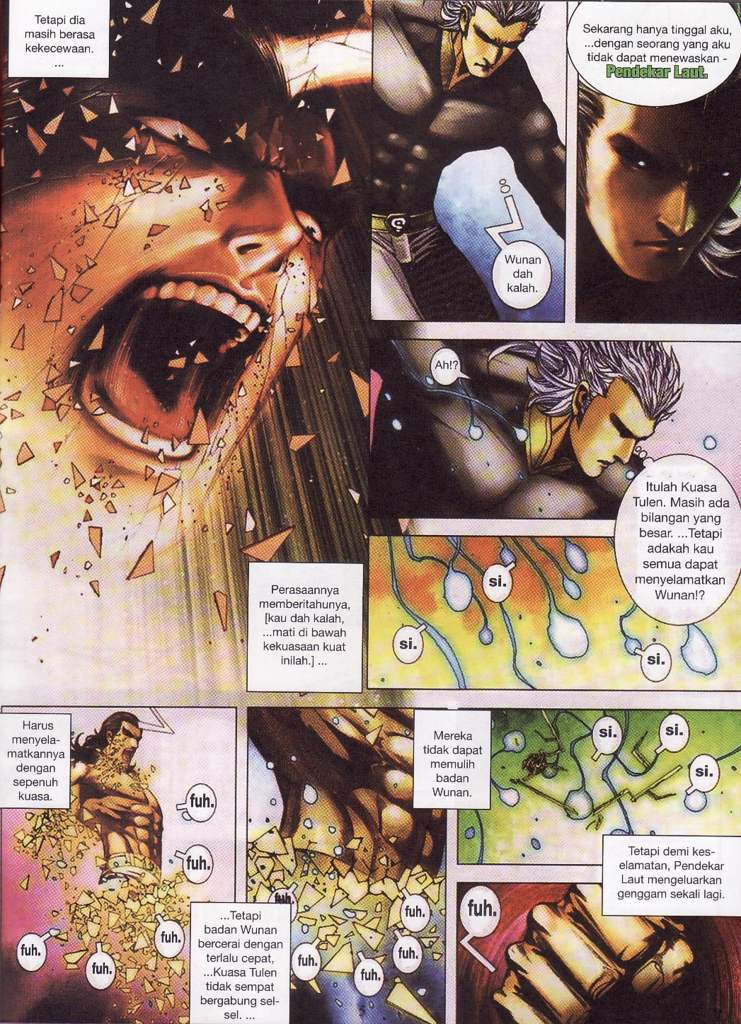 Tetapi dia
masih berasa
kekecewaan.
...
...
Wunan
dah
kalah.
Sekarang hanya tinggal aku,
...dengan seorang yang aku
tidak dapat menewaskan -
Pendekar Laut.
Ah!?
Itulah Kuasa
Tulen. Masih ada
bilangan yang
besar. ...Tetapi
adakah kau
semua dapat
menyelamatkan
Wunan!?
si.
si.
si.
Perasaannya
memberitahunya,
[kau dah kalah,
...mati di bawah
kekuasaan kuat
inilah.] ...
Harus
menyela-
matkannya
dengan
sepenuh
kuasa.
fuh.
fuh.
fuh.
fuh.
fuh.
...Tetapi
badan Wunan
bercerai dengan
terlalu cepat,
...Kuasa Tulen
tidak sempat
bergabung sel-
sel. ...
fuh.
fuh.
fuh.
fuh.
fuh.
Mereka
tidak dapat
memulih
badan
Wunan.
si.
si.
si.
Tetapi demi kes-
elamatan, Pendekar
Laut mengeluarkan
genggam sekali lagi.
fuh.